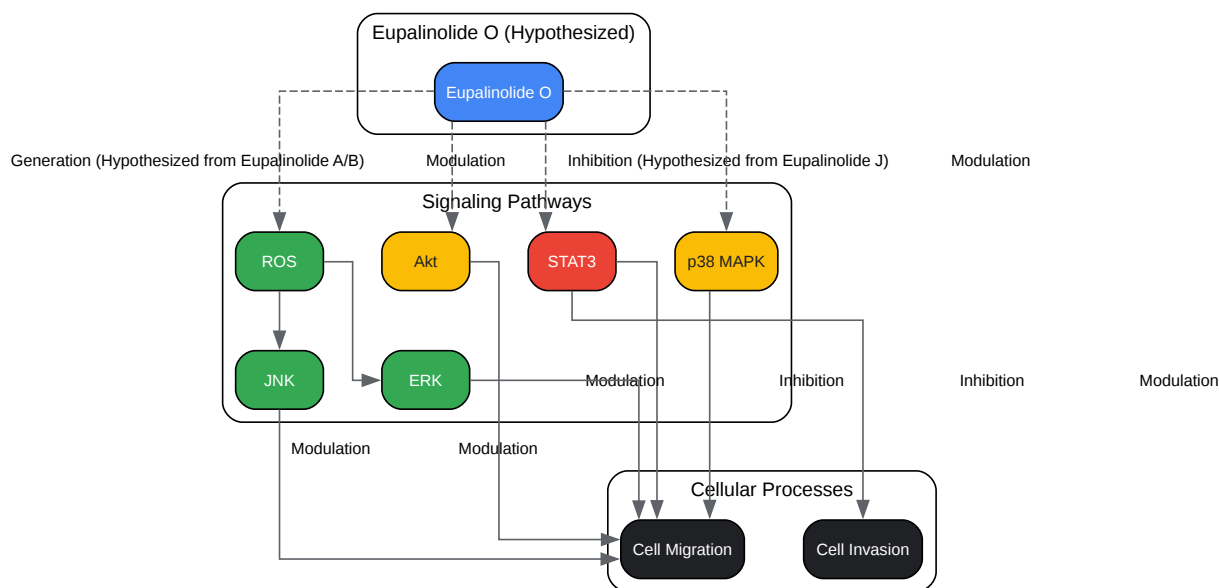 Eupalinolide O (Hypothesized)
Eupalinolide O
Generation (Hypothesized from Eupalinolide A/B)
Modulation
Inhibition (Hypothesized from Eupalinolide J)
Modulation
Signaling Pathways
ROS
Akt
STAT3
p38 MAPK
JNK
ERK
Modulation
Inhibition
Inhibition
Modulation
Modulation
Modulation
Cellular Processes
Cell Migration
Cell Invasion